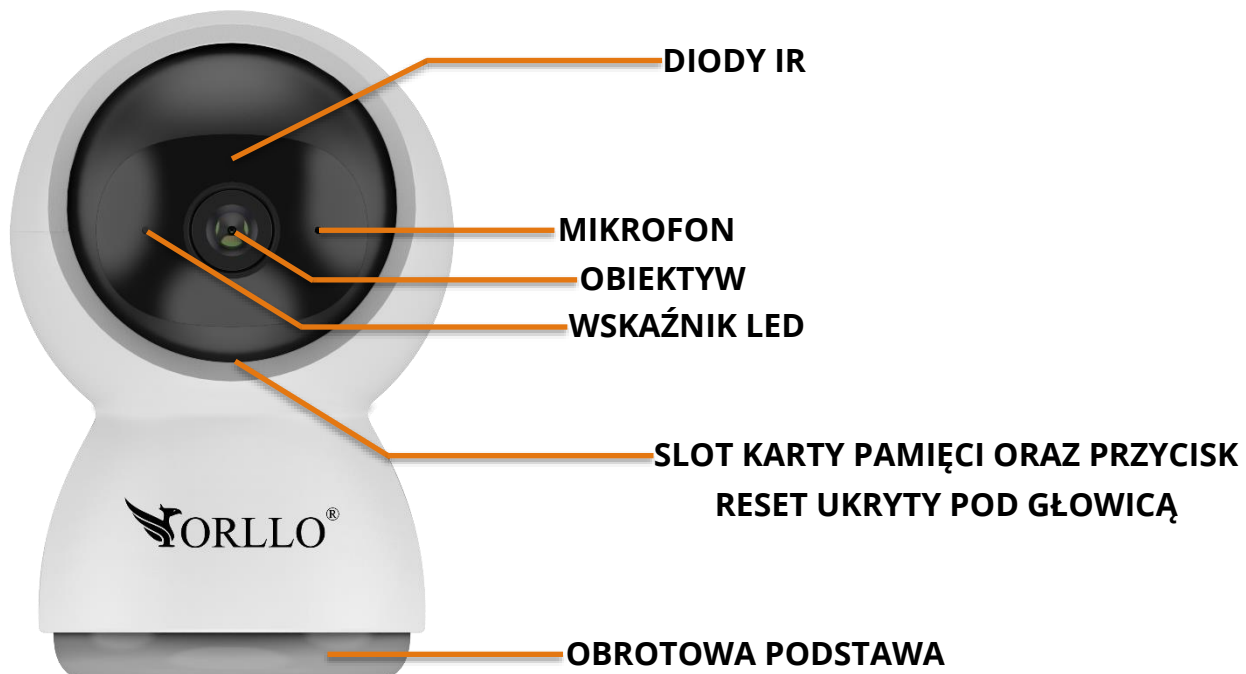 DIODY IR
MIKROFON
OBIEKTYW
WSKAŹNIK LED
SLOT KARTY PAMIĘCI ORAZ PRZYCISK
RESET UKRYTY POD GŁOWICĄ
ORLLO®
OBROTOWA PODSTAWA